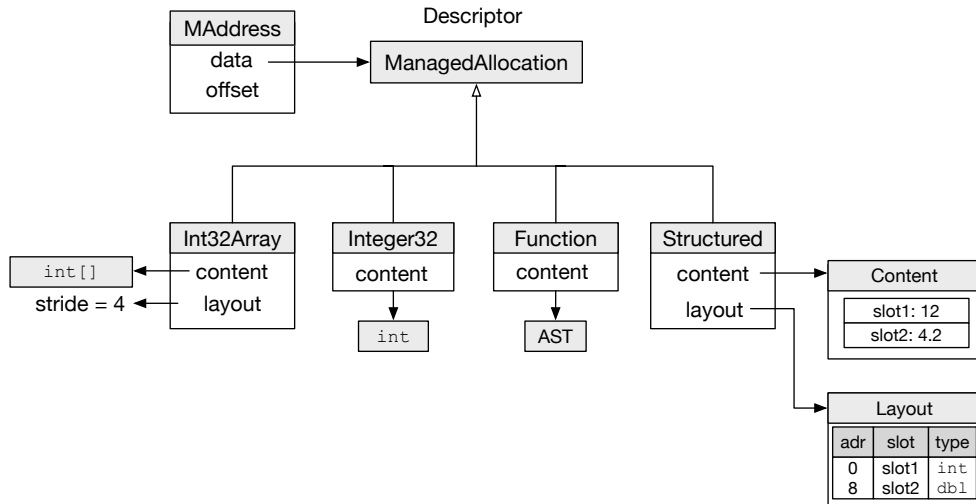 Descriptor
MAddress
data
offset
ManagedAllocation
Int32Array
content
layout
int[]
stride = 4
Integer32
content
int
Function
content
AST
Structured
content
layout
Content
slot1: 12
slot2: 4.2
Layout
adr slot type
0 slot1 int
8 slot2 dbl